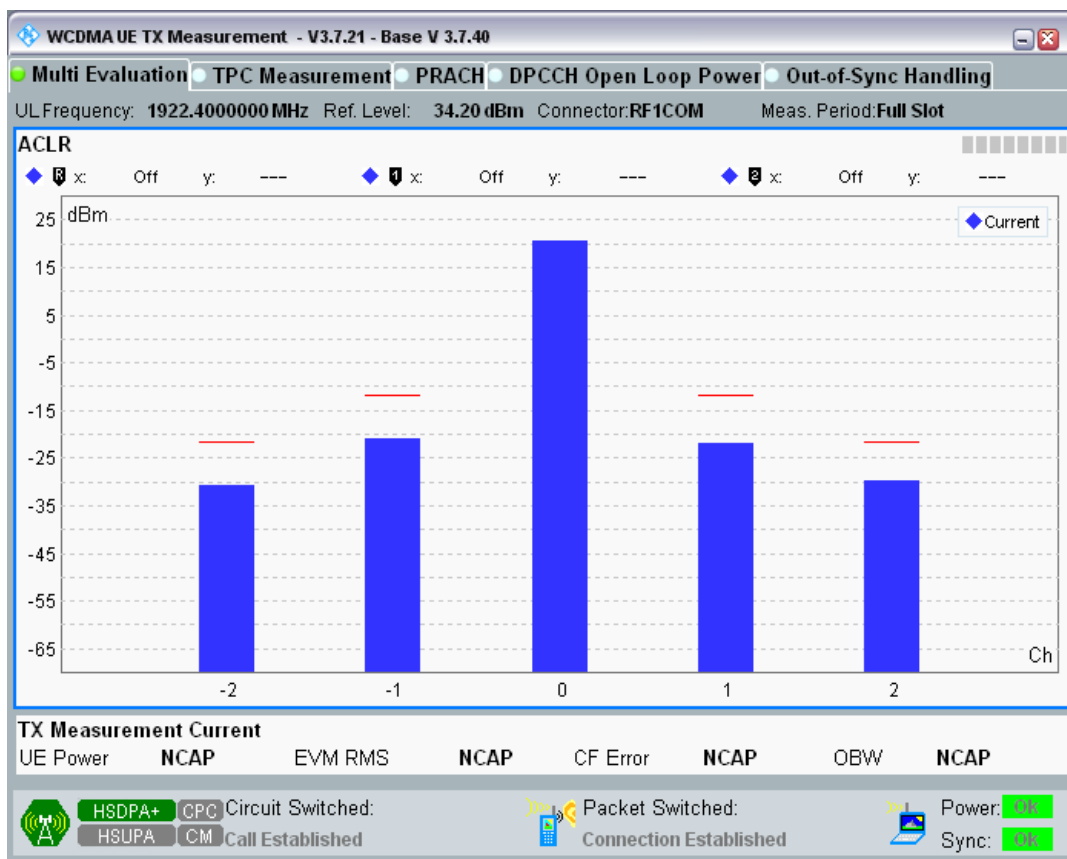 WCDMA UE TX Measurement - V3.7.21 - Base V 3.7.40
Multi Evaluation TPC Measurement PRACH DPCCH Open Loop Power Out-of-Sync Handling
UL Frequency: 1922.4000000 MHz Ref. Level: 34.20 dBm Connector:RF1COM Meas. Period:Full Slot
ACLR
R x: Off y: --- 1 x: Off y: --- 2 x: Off y: ---
dBm
Current
25
15
5
-5
-15
-25
-35
-45
-55
-65
Ch
-2 -1 0 1 2
TX Measurement Current
UE Power NCAP EVM RMS NCAP CF Error NCAP OBW NCAP
HSDPA+ CPC Circuit Switched: Packet Switched: Power: Ok
HSUPA CM Call Established Connection Established Sync: Ok